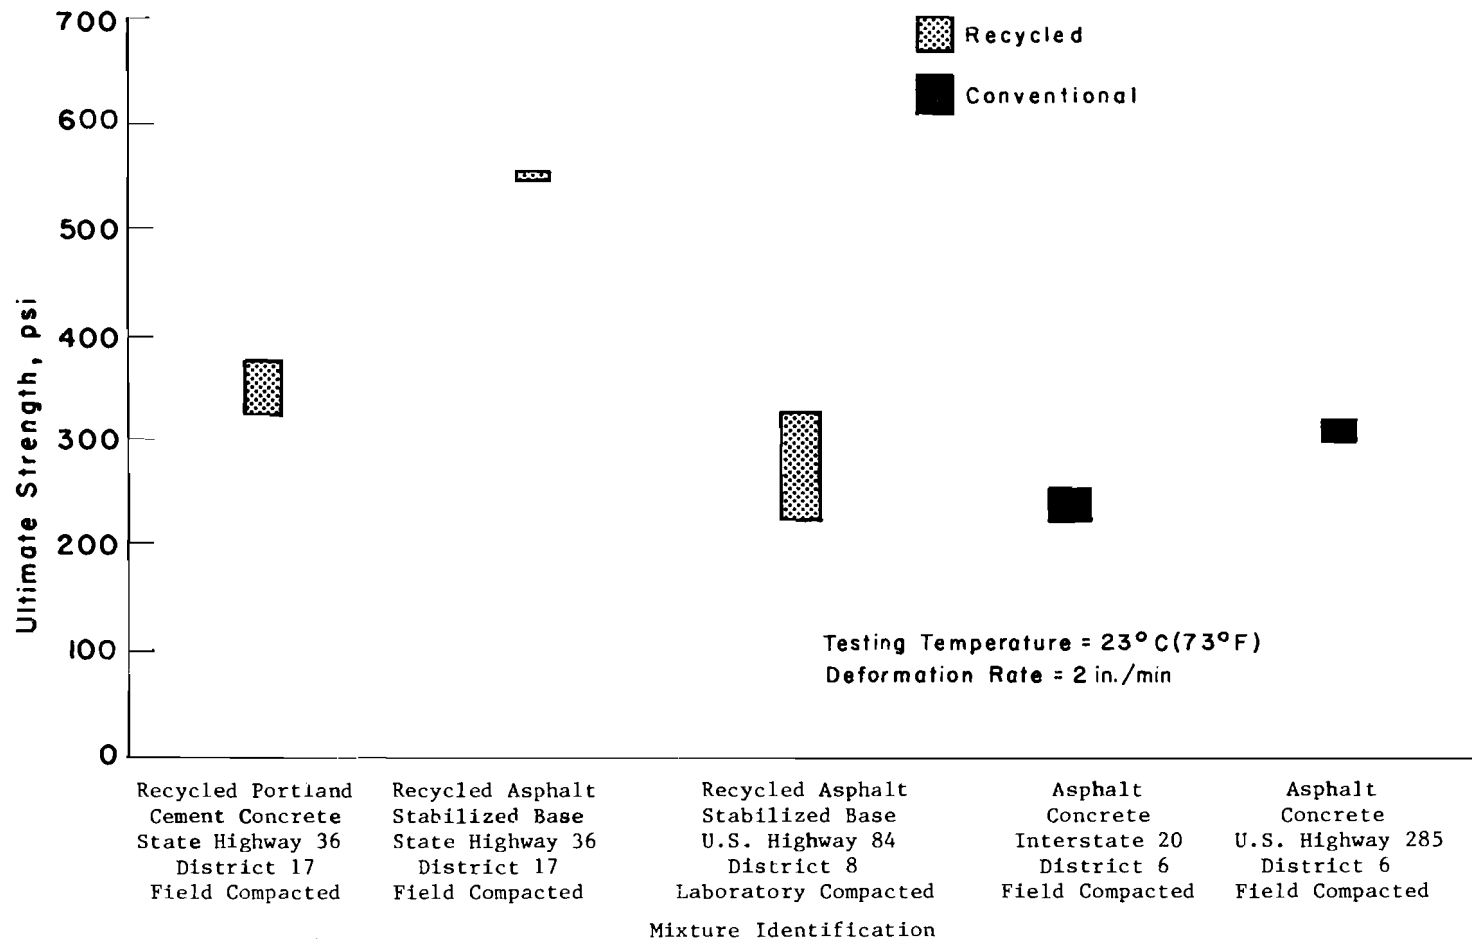 Recycled
Conventional
Ultimate Strength, psi
700
600
500
400
300
200
100
0
Testing Temperature = 23°C(73°F)
Deformation Rate = 2 in./min
Recycled Portland
Cement Concrete
State Highway 36
District 17
Field Compacted
Recycled Asphalt
Stabilized Base
State Highway 36
District 17
Field Compacted
Recycled Asphalt
Stabilized Base
U.S. Highway 84
District 8
Laboratory Compacted
Asphalt
Concrete
Interstate 20
District 6
Field Compacted
Asphalt
Concrete
U.S. Highway 285
District 6
Field Compacted
Mixture Identification